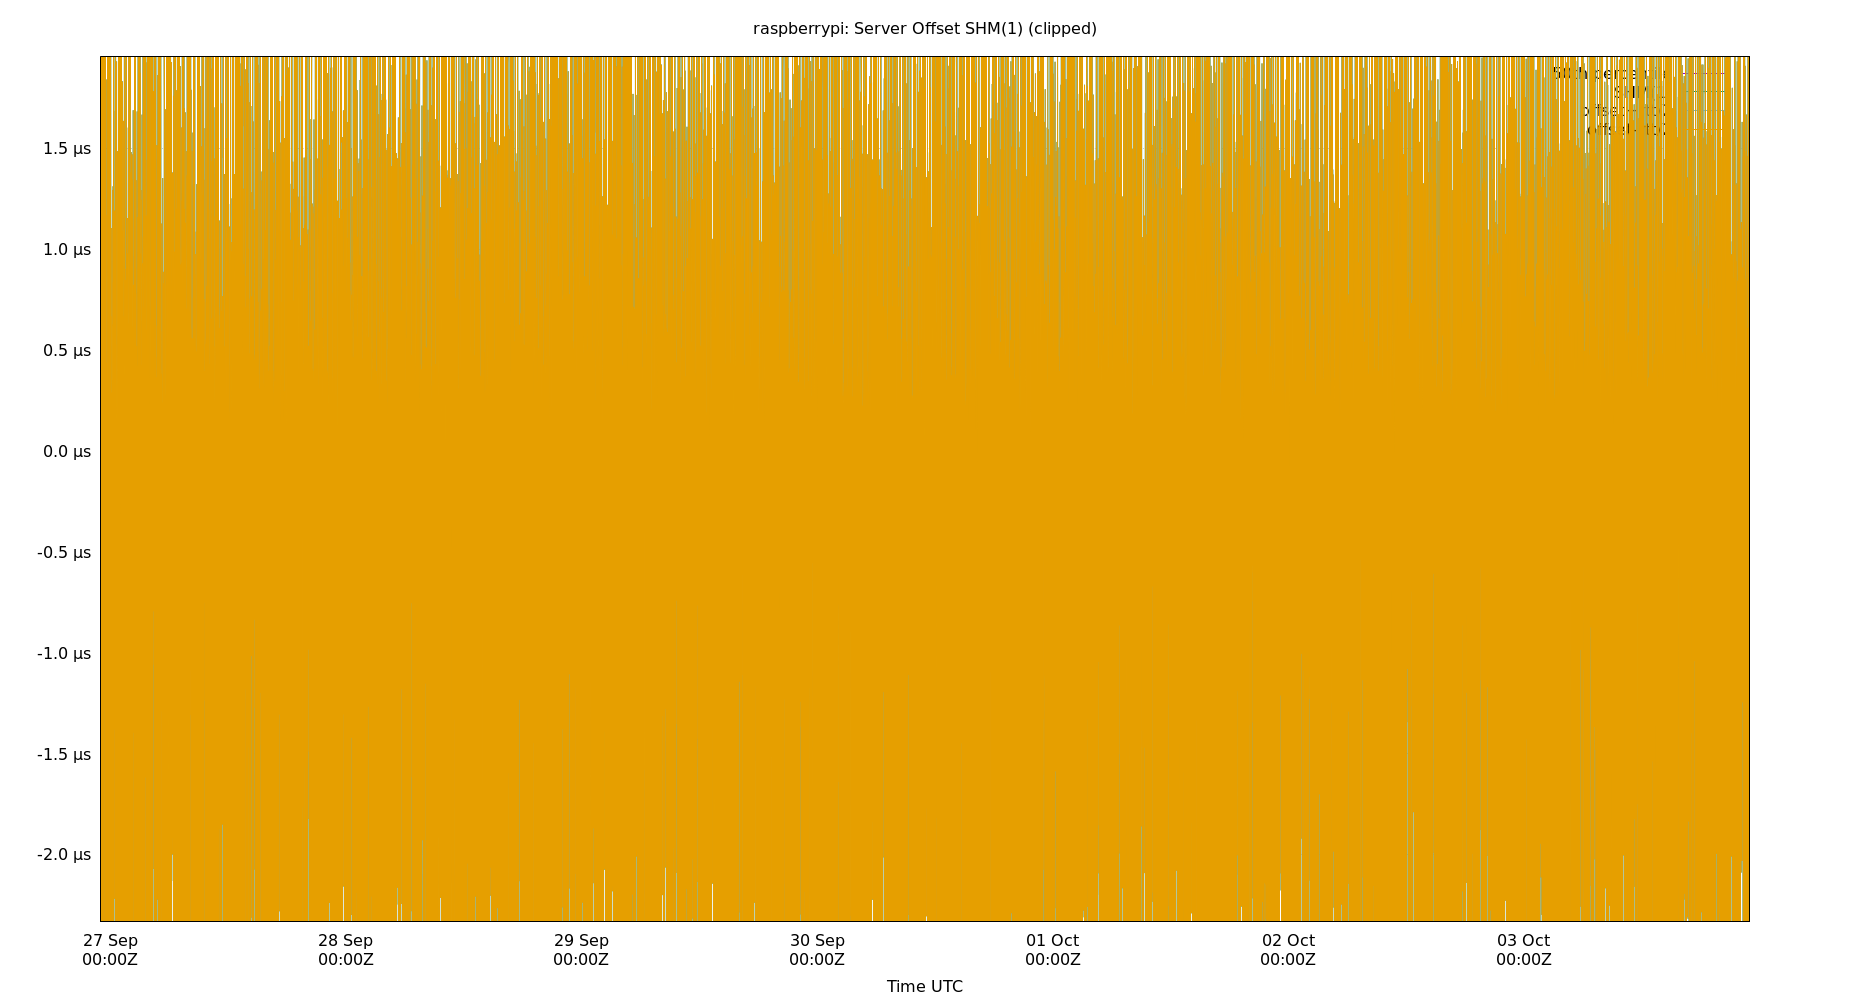 raspberrypi: Server Offset SHM(1) (clipped)
1.5 µs
1.0 µs
0.5 µs
0.0 µs
-0.5 µs
-1.0 µs
-1.5 µs
-2.0 µs
27 Sep 28 Sep 29 Sep 30 Sep 01 Oct 02 Oct 03 Oct
00:00Z 00:00Z 00:00Z 00:00Z 00:00Z 00:00Z 00:00Z
Time UTC